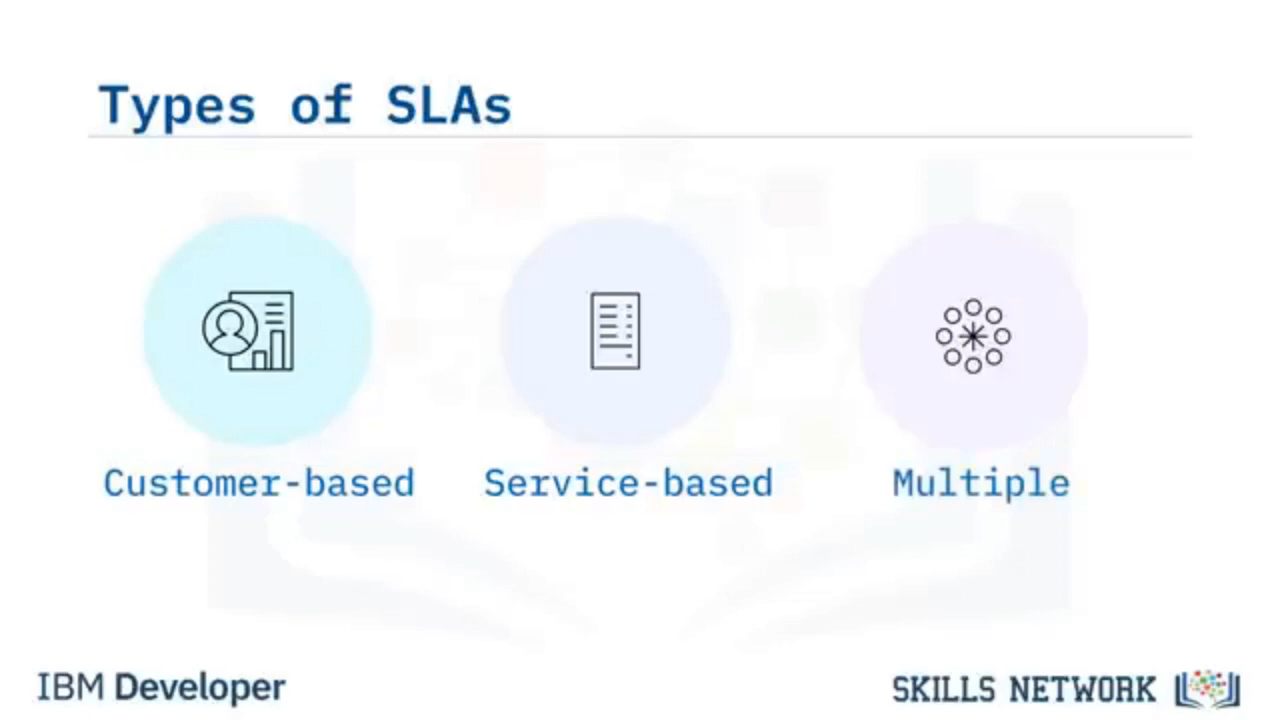 Types of SLAs
Customer-based
Service-based
Multiple
IBM Developer
SKILLS NETWORK